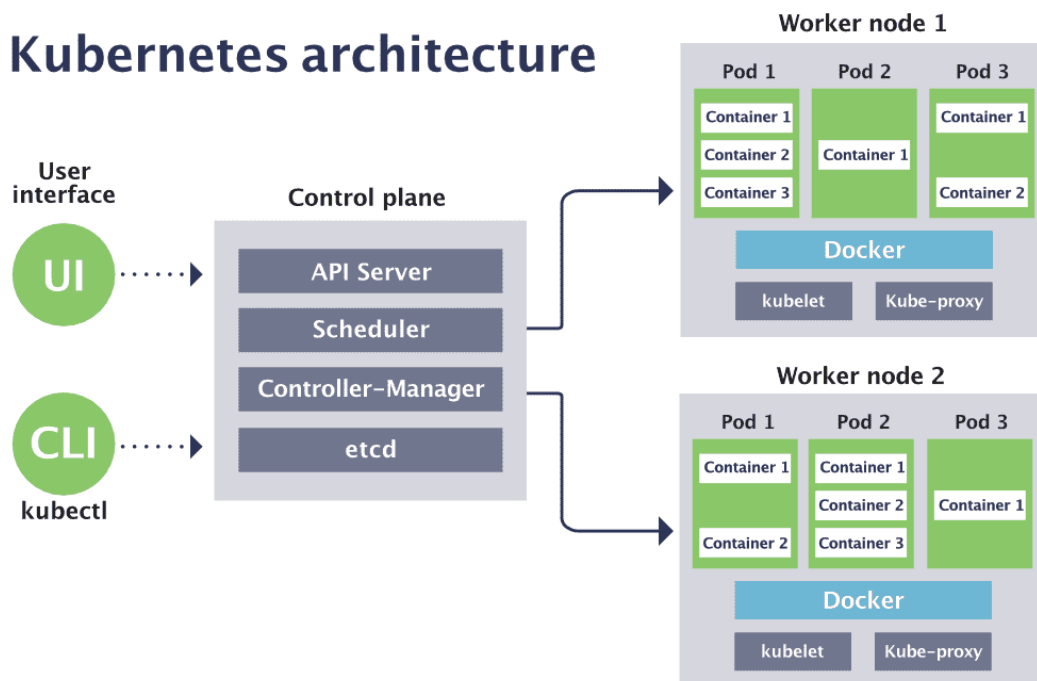 Kubernetes architecture
User
interface
UI
CLI
kubectl
Control plane
API Server
Scheduler
Controller-Manager
etcd
Worker node 1
Pod 1
Pod 2
Pod 3
Container 1
Container 2
Container 3
Container 1
Container 1
Container 2
Docker
kubelet
Kube-proxy
Worker node 2
Pod 1
Pod 2
Pod 3
Container 1
Container 2
Container 1
Container 2
Container 3
Container 1
Docker
kubelet
Kube-proxy